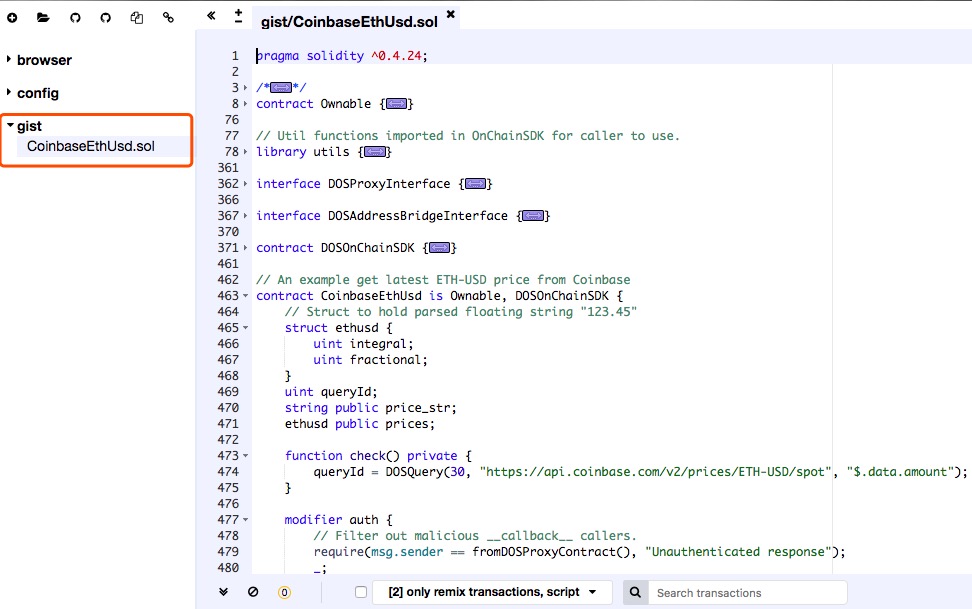 gist/CoinbaseEthUsd.sol
browser
config
gist
CoinbaseEthUsd.sol
1 pragma solidity ^0.4.24;
2
3 /* */
8 contract Ownable { }
76
77 // Util functions imported in OnChainSDK for caller to use.
78 library utils { }
361
362 interface DOSProxyInterface { }
366
367 interface DOSAddressBridgeInterface { }
370
371 contract DOSOnChainSDK { }
461
462 // An example get latest ETH-USD price from Coinbase
463 contract CoinbaseEthUsd is Ownable, DOSOnChainSDK {
464 // Struct to hold parsed floating string "123.45"
465 struct ethusd {
466 uint integral;
467 uint fractional;
468 }
469 uint queryId;
470 string public price_str;
471 ethusd public prices;
472
473 function check() private {
474 queryId = DOSQuery(30, "https://api.coinbase.com/v2/prices/ETH-USD/spot", "$.data.amount");
475 }
476
477 modifier auth {
478 // Filter out malicious __callback__ callers.
479 require(msg.sender == fromDOSProxyContract(), "Unauthenticated response");
480 _;
0
[2] only remix transactions, script
Search transactions